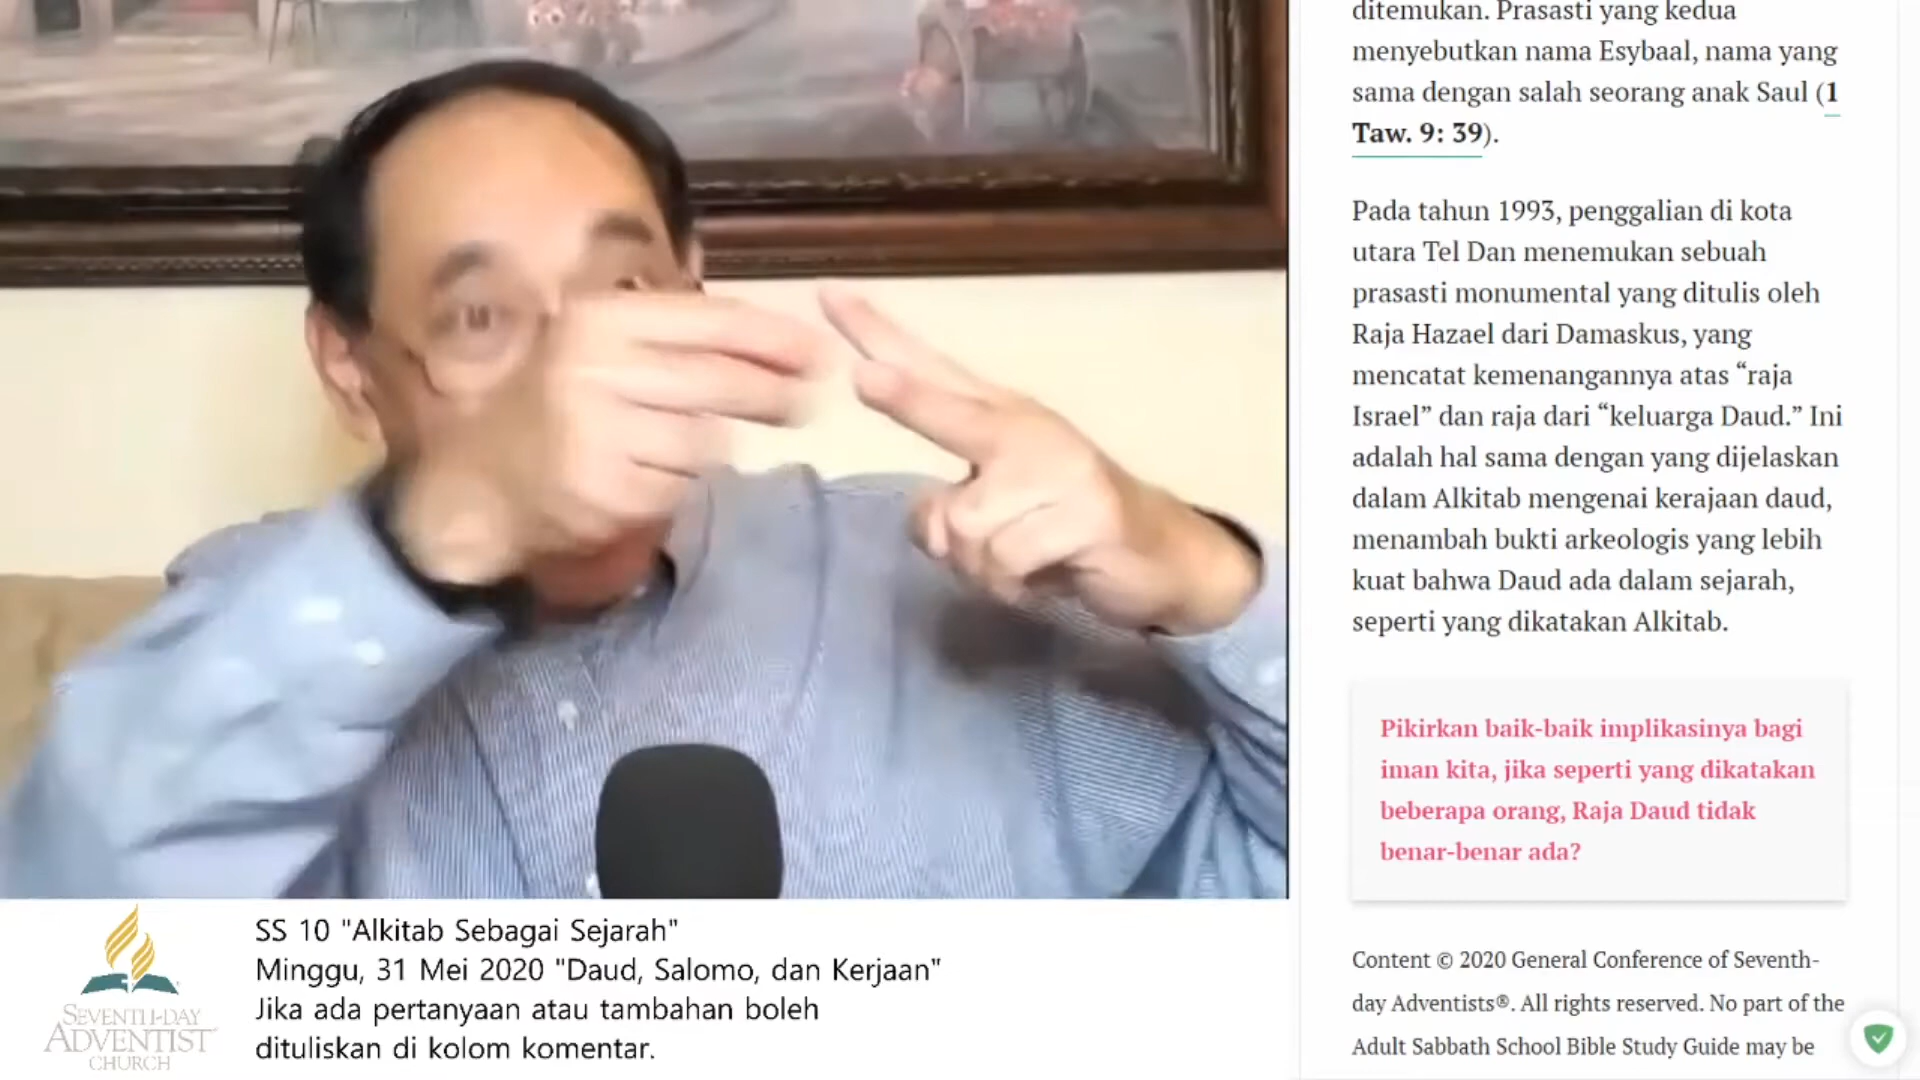 ditemukan. Prasasti yang kedua
menyebutkan nama Esybaal, nama yang
sama dengan salah seorang anak Saul (1
Taw. 9: 39).
Pada tahun 1993, penggalian di kota
utara Tel Dan menemukan sebuah
prasasti monumental yang ditulis oleh
Raja Hazael dari Damaskus, yang
mencatat kemenangannya atas “raja
Israel” dan raja dari “keluarga Daud.” Ini
adalah hal sama dengan yang dijelaskan
dalam Alkitab mengenai kerajaan daud,
menambah bukti arkeologis yang lebih
kuat bahwa Daud ada dalam sejarah,
seperti yang dikatakan Alkitab.
Pikirkan baik-baik implikasinya bagi
iman kita, jika seperti yang dikatakan
beberapa orang, Raja Daud tidak
benar-benar ada?
Content © 2020 General Conference of Seventh-
day Adventists®. All rights reserved. No part of the
Adult Sabbath School Bible Study Guide may be
SEVENTH-DAY
ADVENTIST
CHURCH
SS 10 "Alkitab Sebagai Sejarah"
Minggu, 31 Mei 2020 "Daud, Salomo, dan Kerjaan"
Jika ada pertanyaan atau tambahan boleh
dituliskan di kolom komentar.